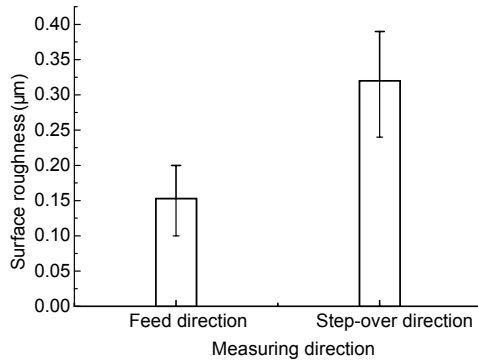 Surface roughness (μm)
0.40
0.35
0.30
0.25
0.20
0.15
0.10
0.05
0.00
Feed direction
Step-over direction
Measuring direction